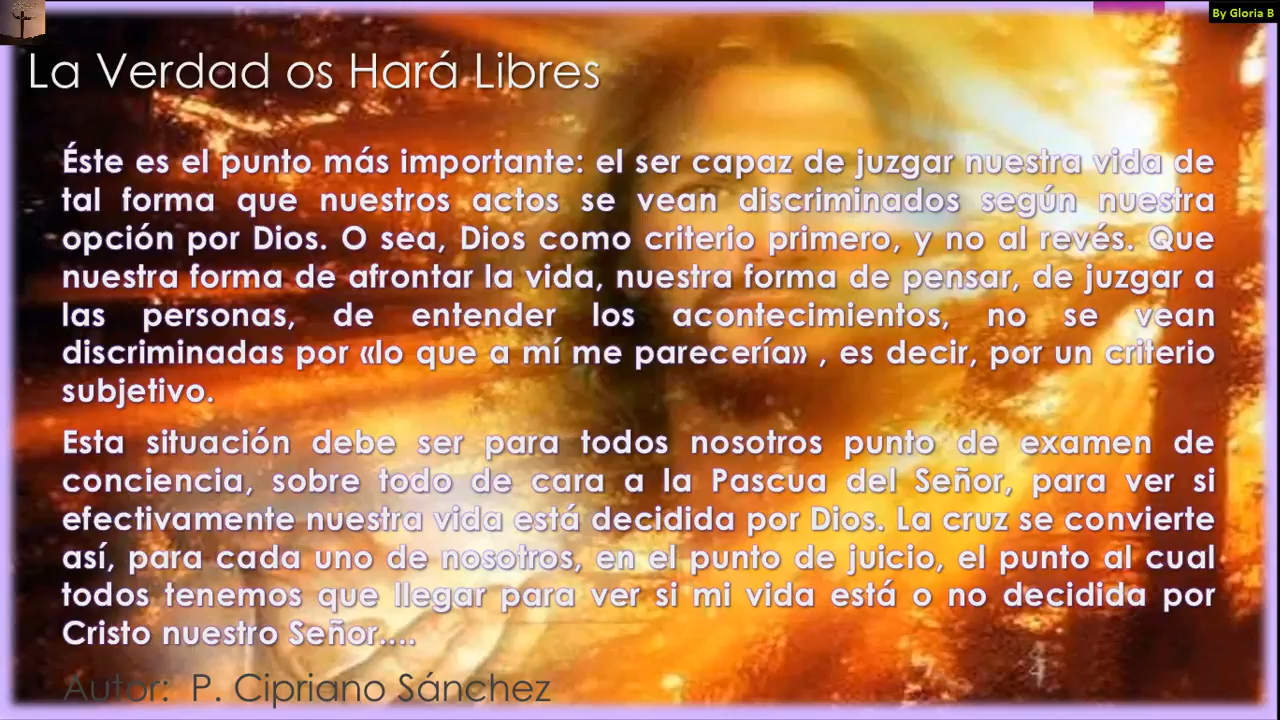 By Gloria B
La Verdad os Hará Libres
Éste es el punto más importante: el ser capaz de juzgar nuestra vida de
tal forma que nuestros actos se vean discriminados según nuestra
opción por Dios. O sea, Dios como criterio primero, y no al revés. Que
nuestra forma de afrontar la vida, nuestra forma de pensar, de juzgar a
las personas, de entender los acontecimientos, no se vean
discriminadas por «lo que a mí me parecería» , es decir, por un criterio
subjetivo.
Esta situación debe ser para todos nosotros punto de examen de
conciencia, sobre todo de cara a la Pascua del Señor, para ver si
efectivamente nuestra vida está decidida por Dios. La cruz se convierte
así, para cada uno de nosotros, en el punto de juicio, el punto al cual
todos tenemos que llegar para ver si mi vida está o no decidida por
Cristo nuestro Señor....
Autor: P. Cipriano Sánchez